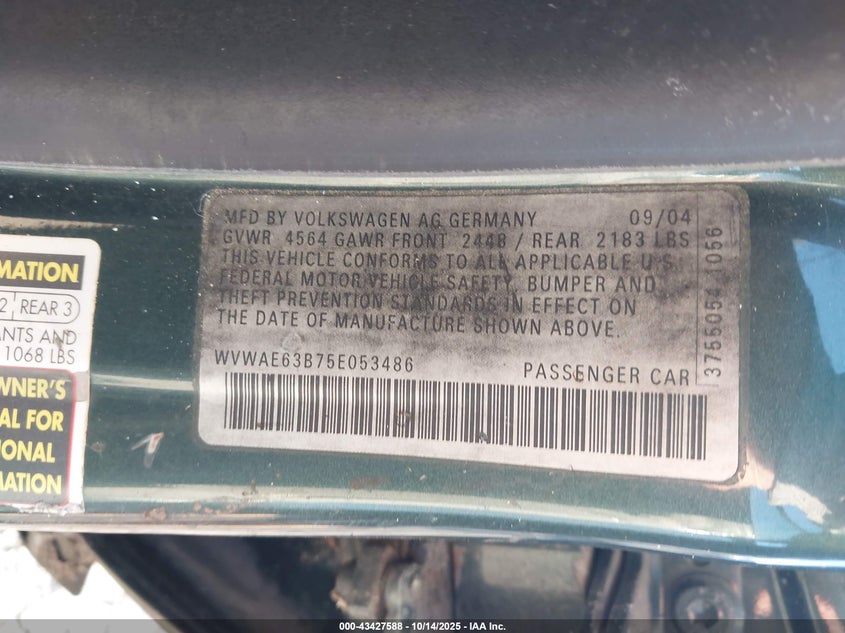 MFD BY VOLKSWAGEN AG GERMANY 09/04
GVWR 4564 GAWR FRONT 2448 / REAR 2183 LBS
THIS VEHICLE CONFORMS TO ALL APPLICABLE U.S.
FEDERAL MOTOR VEHICLE SAFETY, BUMPER AND
THEFT PREVENTION STANDARDS IN EFFECT ON
THE DATE OF MANUFACTURE SHOWN ABOVE.
WVWAE63B75E053486 PASSENGER CAR
3755054 1056
MATION
2 REAR 3
ANTS AND
1068 LBS
WNER'S
AL FOR
IONAL
MATION
000-43427588 - 10/14/2025 - IAA Inc.